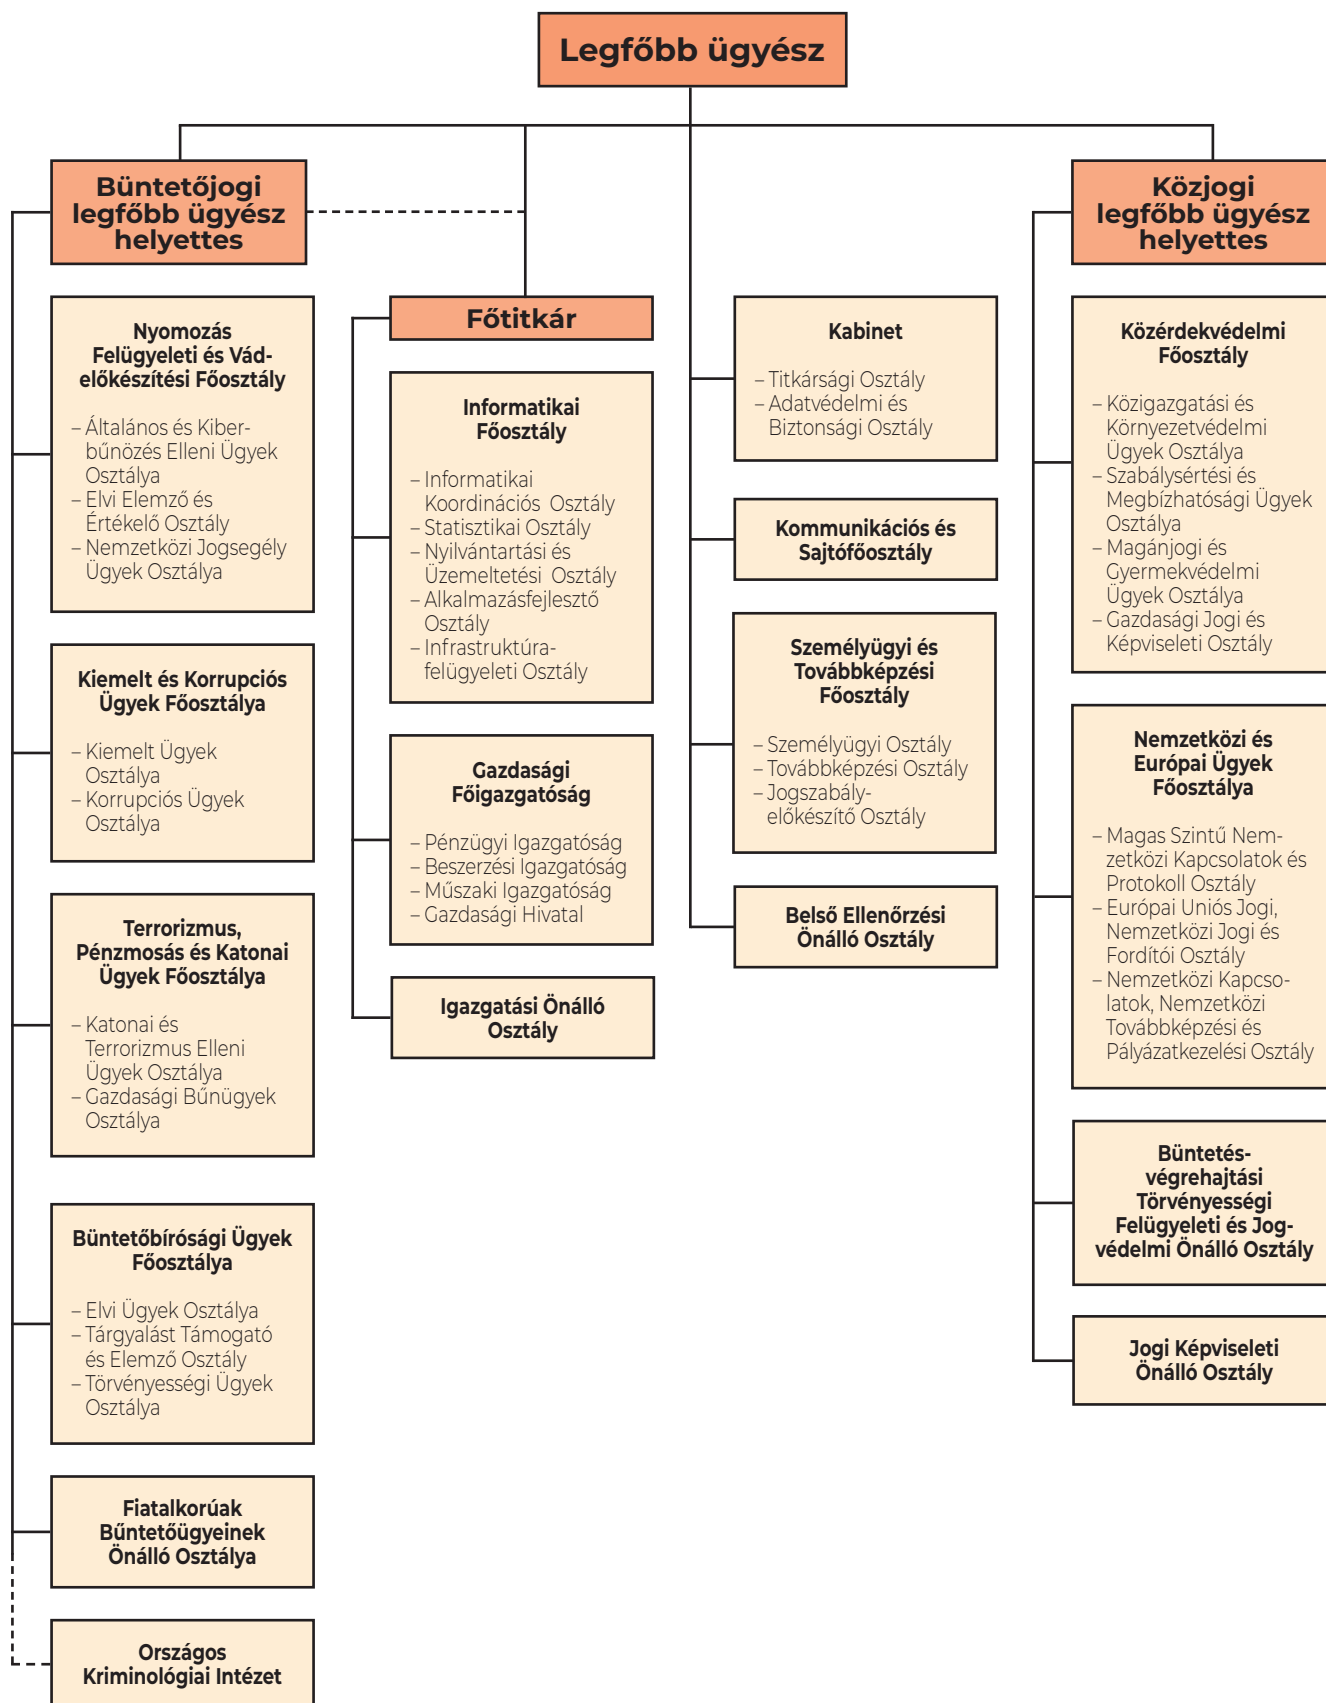 Legfőbb ügyész
Büntetőjogi
legfőbb ügyész
helyettes
Nyomozás
Felügyeleti és Vád-
előkészítési Főosztály
– Általános és Kiber-
bűnözés Elleni Ügyek
Osztálya
– Elvi Elemző és
Értékelő Osztály
– Nemzetközi Jogsegély
Ügyek Osztálya
Kiemelt és Korrupciós
Ügyek Főosztálya
– Kiemelt Ügyek
Osztálya
– Korrupciós Ügyek
Osztálya
Terrorizmus,
Pénzmosás és Katonai
Ügyek Főosztálya
– Katonai és
Terrorizmus Elleni
Ügyek Osztálya
– Gazdasági Bűnügyek
Osztálya
Büntetőbírósági Ügyek
Főosztálya
– Elvi Ügyek Osztálya
– Tárgyalást Támogató
és Elemző Osztály
– Törvényességi Ügyek
Osztálya
Fiatalkorúak
Bűntetőügyeinek
Önálló Osztálya
Országos
Kriminológiai Intézet
Főtitkár
Informatikai
Főosztály
– Informatikai
Koordinációs Osztály
– Statisztikai Osztály
– Nyilvántartási és
Üzemeltetési Osztály
– Alkalmazásfejlesztő
Osztály
– Infrastruktúra-
felügyeleti Osztály
Gazdasági
Főigazgatóság
– Pénzügyi Igazgatóság
– Beszerzési Igazgatóság
– Műszaki Igazgatóság
– Gazdasági Hivatal
Igazgatási Önálló
Osztály
Kabinet
– Titkársági Osztály
– Adatvédelmi és
Biztonsági Osztály
Kommunikációs és
Sajtófőosztály
Személyügyi és
Továbbképzési
Főosztály
– Személyügyi Osztály
– Továbbképzési Osztály
– Jogszabály-
előkészítő Osztály
Belső Ellenőrzési
Önálló Osztály
Közjogi
legfőbb ügyész
helyettes
Közérdekvédelmi
Főosztály
– Közigazgatási és
Környezetvédelmi
Ügyek Osztálya
– Szabálysértési és
Megbízhatósági Ügyek
Osztálya
– Magánjogi és
Gyermekvédelmi
Ügyek Osztálya
– Gazdasági Jogi és
Képviseleti Osztály
Nemzetközi és
Európai Ügyek
Főosztálya
– Magas Szintű Nem-
zetközi Kapcsolatok és
Protokoll Osztály
– Európai Uniós Jogi,
Nemzetközi Jogi és
Fordítói Osztály
– Nemzetközi Kapcso-
latok, Nemzetközi
Továbbképzési és
Pályázatkezelési Osztály
Büntetés-
végrehajtási
Törvényességi
Felügyeleti és Jog-
védelmi Önálló Osztály
Jogi Képviseleti
Önálló Osztály